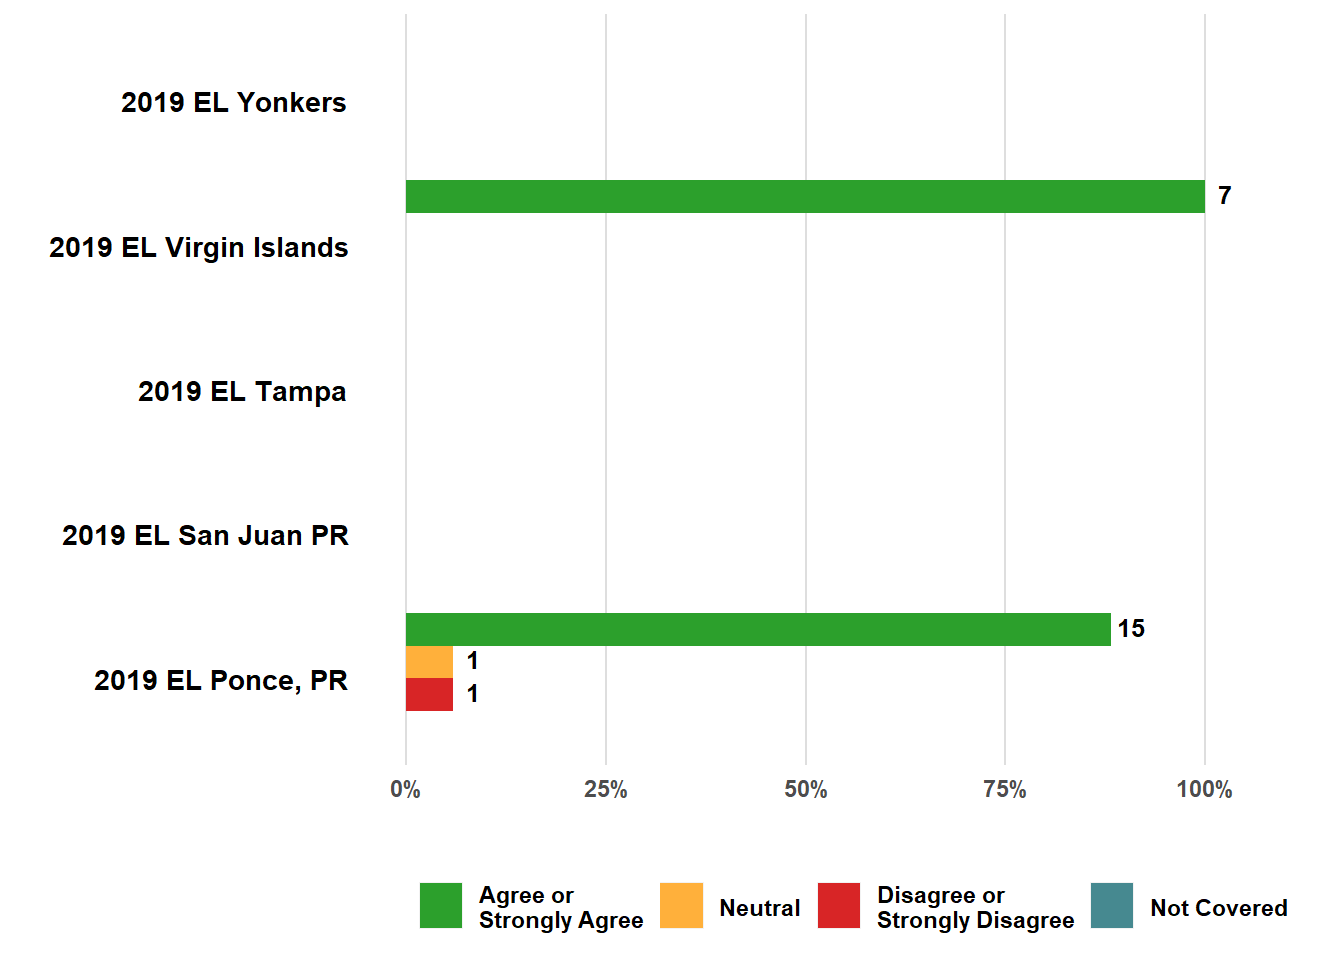 2019 EL Yonkers
7
2019 EL Virgin Islands
2019 EL Tampa
2019 EL San Juan PR
15
1
2019 EL Ponce, PR
1
0% 25% 50% 75% 100%
Agree or
Strongly Agree
Neutral
Disagree or
Strongly Disagree
Not Covered